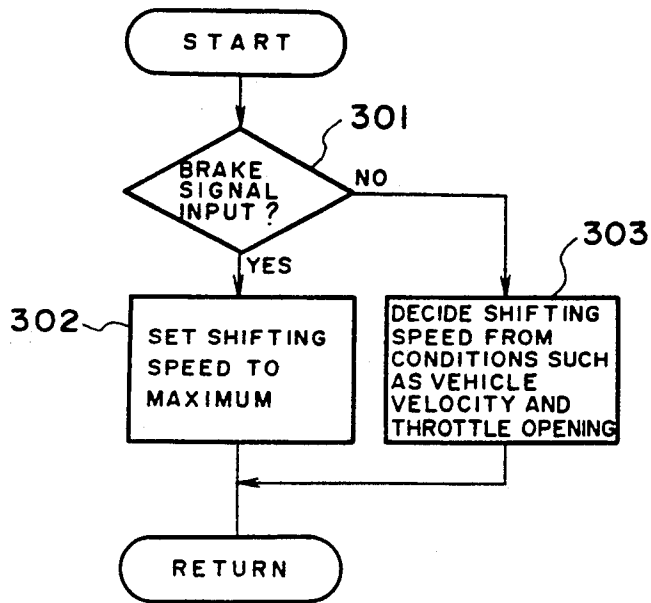 START
301
BRAKE
SIGNAL
INPUT?
NO
YES
303
302
SET SHIFTING
SPEED TO
MAXIMUM
DECIDE SHIFTING
SPEED FROM
CONDITIONS SUCH
AS VEHICLE
VELOCITY AND
THROTTLE OPENING
RETURN